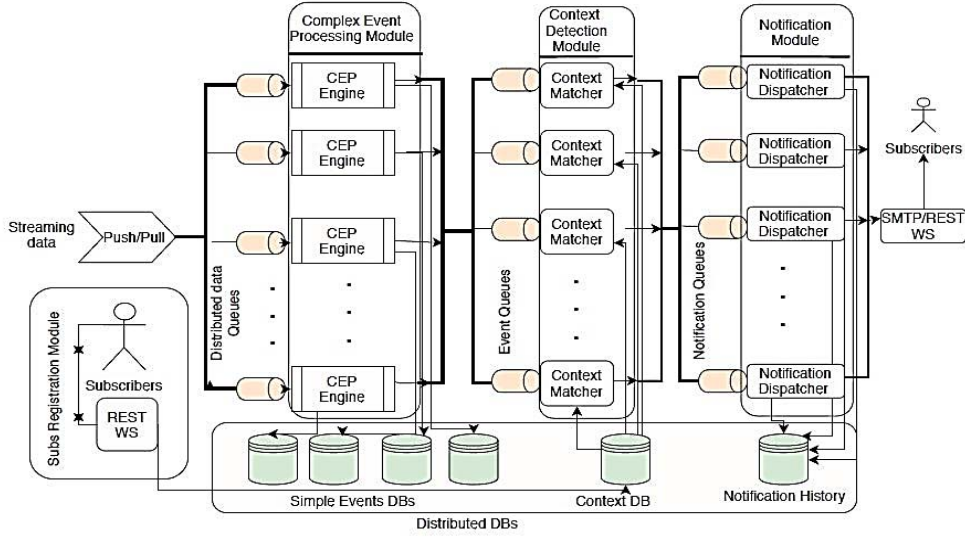 Complex Event
Processing Module
Context
Detection
Module
Notification
Module
CEP
Engine
Context
Matcher
Notification
Dispatcher
CEP
Engine
Context
Matcher
Notification
Dispatcher
Subscribers
Streaming
data
Push/Pull
CEP
Engine
Context
Matcher
Notification
Dispatcher
SMTP/REST
WS
Distributed data
Queues
Event Queues
Notification Queues
Subs Registration Module
Subscribers
REST
WS
CEP
Engine
Context
Matcher
Notification
Dispatcher
Simple Events DBs
Context DB
Notification History
Distributed DBs